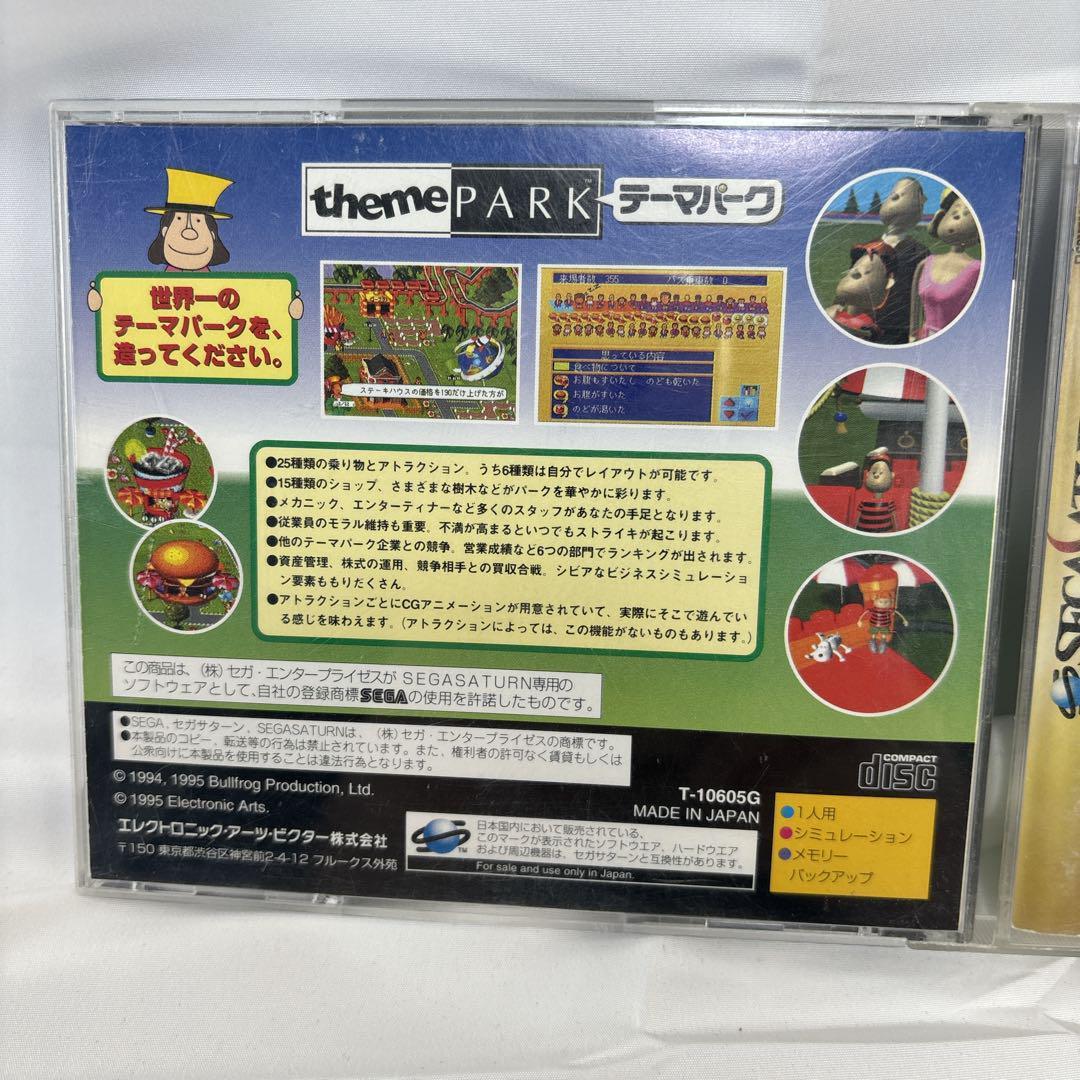 themePARK™ テーマパーク
世界一の
テーマパークを、
造ってください。
ステーキハウスの価格を190だけ上げた方が
来場者数 355 バス乗車数 0
思っている内容
食べ物について
お腹もすいたし のども乾いた
お腹がすいた
のどが渇いた
●25種類の乗り物とアトラクション。うち6種類は自分でレイアウトが可能です。
●15種類のショップ、さまざまな樹木などがパークを華やかに彩ります。
●メカニック、エンターティナーなど多くのスタッフがあなたの手足となります。
●従業員のモラル維持も重要。不満が高まるといつでもストライキが起こります。
●他のテーマパーク企業との競争。営業成績など6つの部門でランキングが出されます。
●資産管理、株式の運用、競争相手との買収合戦。シビアなビジネスシミュレーショ
ン要素ももりだくさん。
●アトラクションごとにCGアニメーションが用意されていて、実際にそこで遊んでい
る感じを味わえます。(アトラクションによっては、この機能がないものもあります。)
この商品は、(株)セガ・エンタープライゼスがSEGASATURN専用の
ソフトウェアとして、自社の登録商標SEGAの使用を許諾したものです。
●SEGA、セガサターン、SEGASATURNは、(株)セガ・エンタープライゼスの商標です。
●本製品のコピー、転送等の行為は禁止されています。また、権利者の許可なく賃貸もしくは
公衆向けに本製品を使用することは違法行為となります。
© 1994, 1995 Bullfrog Production, Ltd.
© 1995 Electronic Arts.
エレクトロニック・アーツ・ビクター株式会社
〒150 東京都渋谷区神宮前2-4-12 フルークス外苑
COMPACT
disc
T-10605G
MADE IN JAPAN
TM
日本国内において販売されている、
このマークが表示されたソフトウエア、ハードウエア
および周辺機器は、セガサターンと互換性があります。
For sale and use only in Japan.
●1人用
●シミュレーション
●メモリー
バックアップ